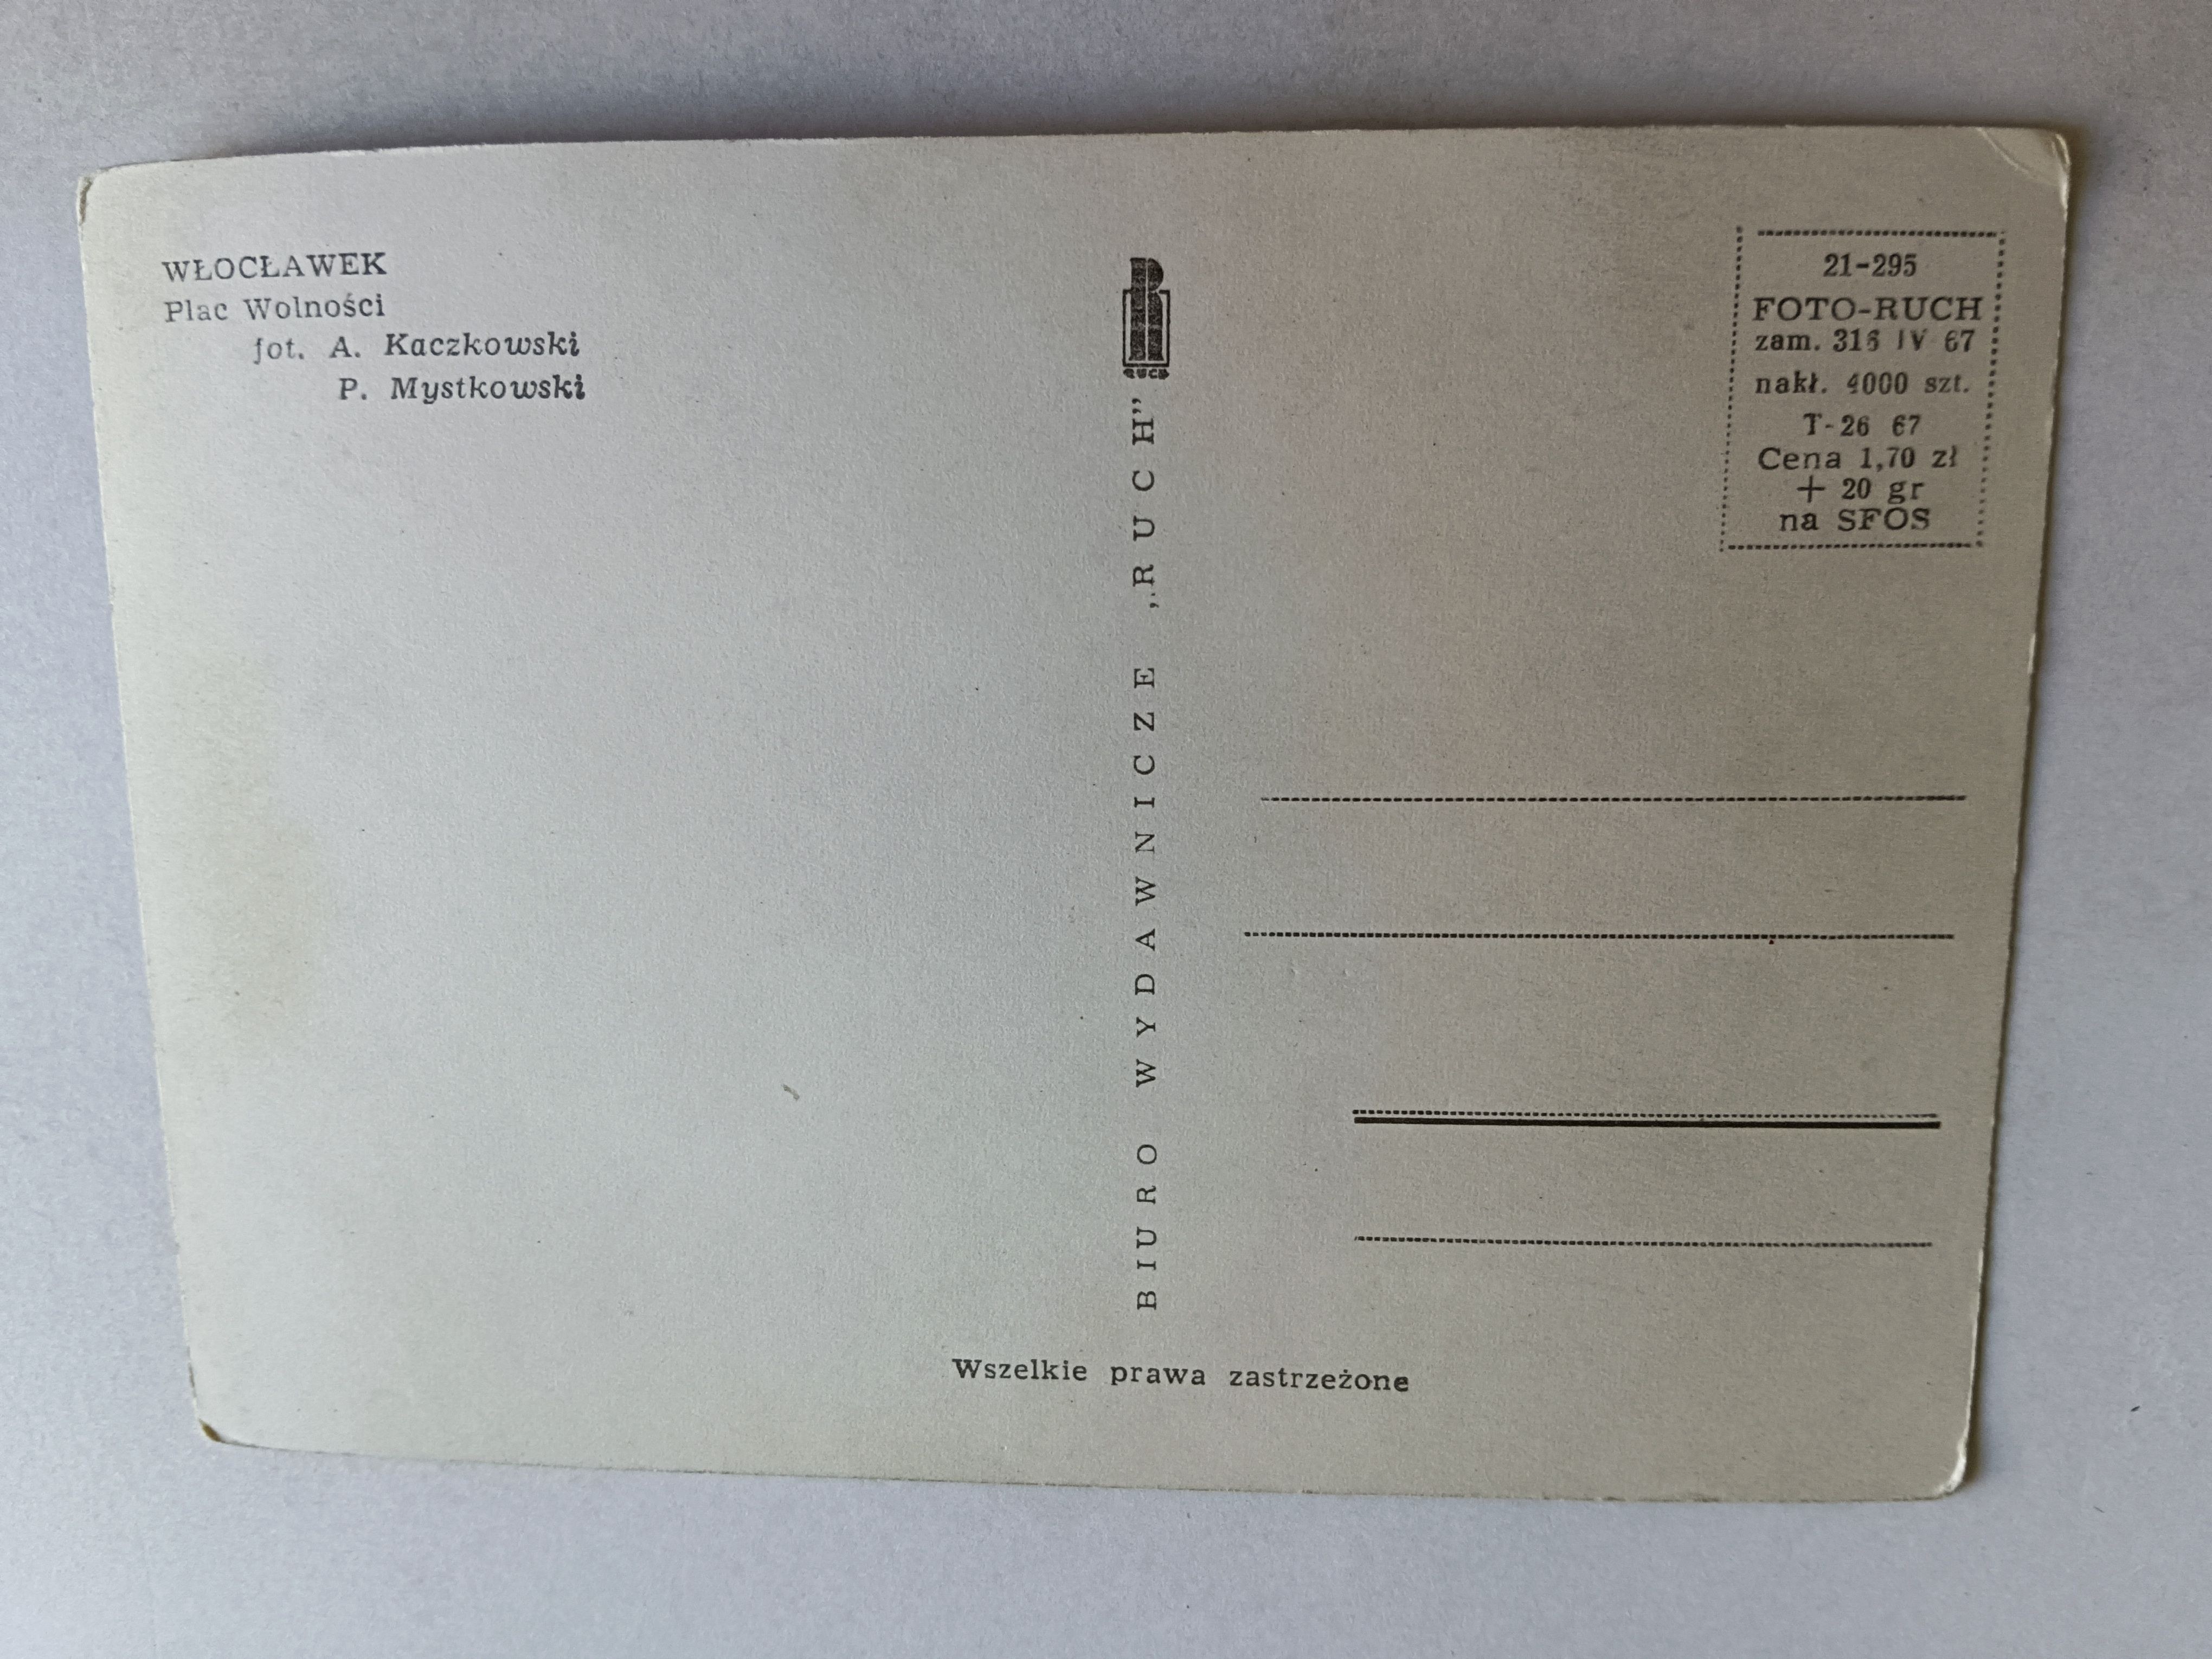 WŁOCŁAWEK
Plac Wolności
fot. A. Kaczkowski
P. Mystkowski
RUCH
BIURO WYDAWNICZE „RUCH”
21-295
FOTO-RUCH
zam. 316 IV 67
nakł. 4000 szt.
T-26 67
Cena 1,70 zł
+ 20 gr
na SFOS
Wszelkie prawa zastrzeżone